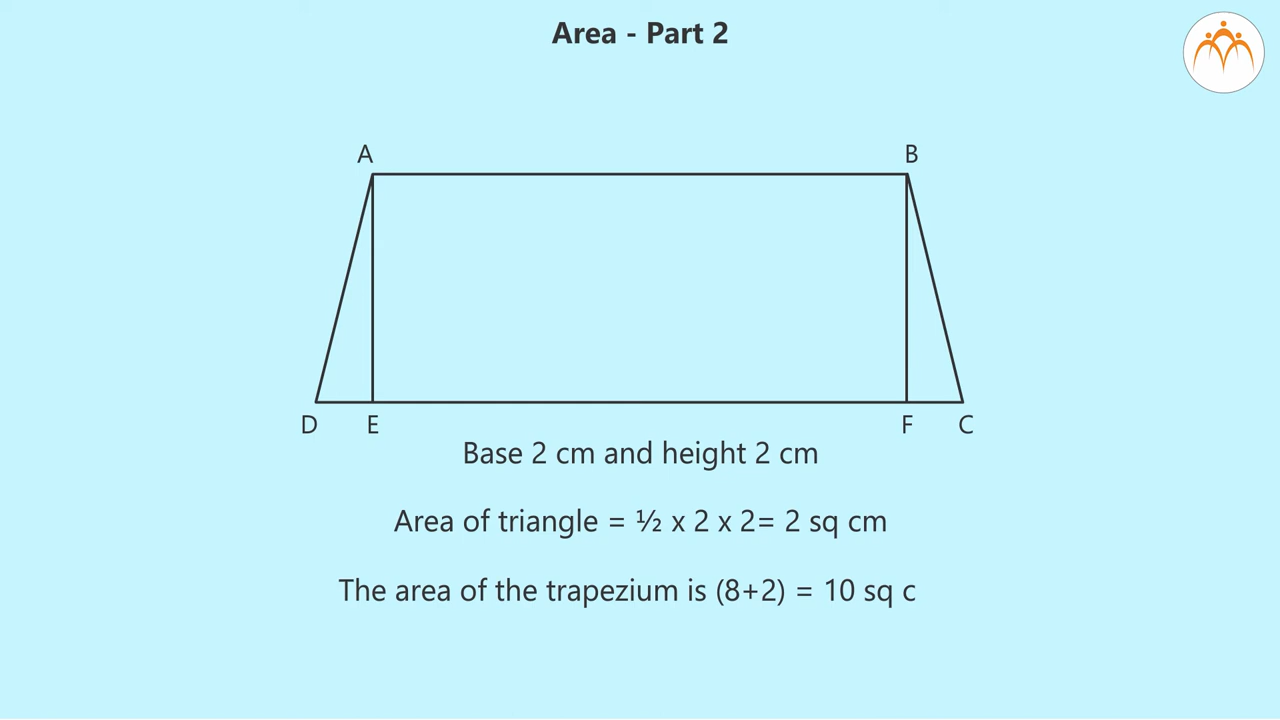 Area - Part 2
A B
D E F C
Base 2 cm and height 2 cm
Area of triangle = ½ x 2 x 2= 2 sq cm
The area of the trapezium is (8+2) = 10 sq c